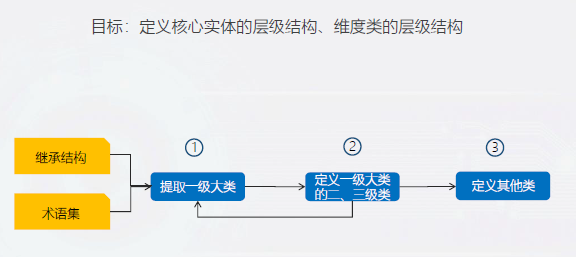 目标：定义核心实体的层级结构、维度类的层级结构
继承结构
术语集
①
提取一级大类
②
定义一级大类
的二、三级类
③
定义其他类